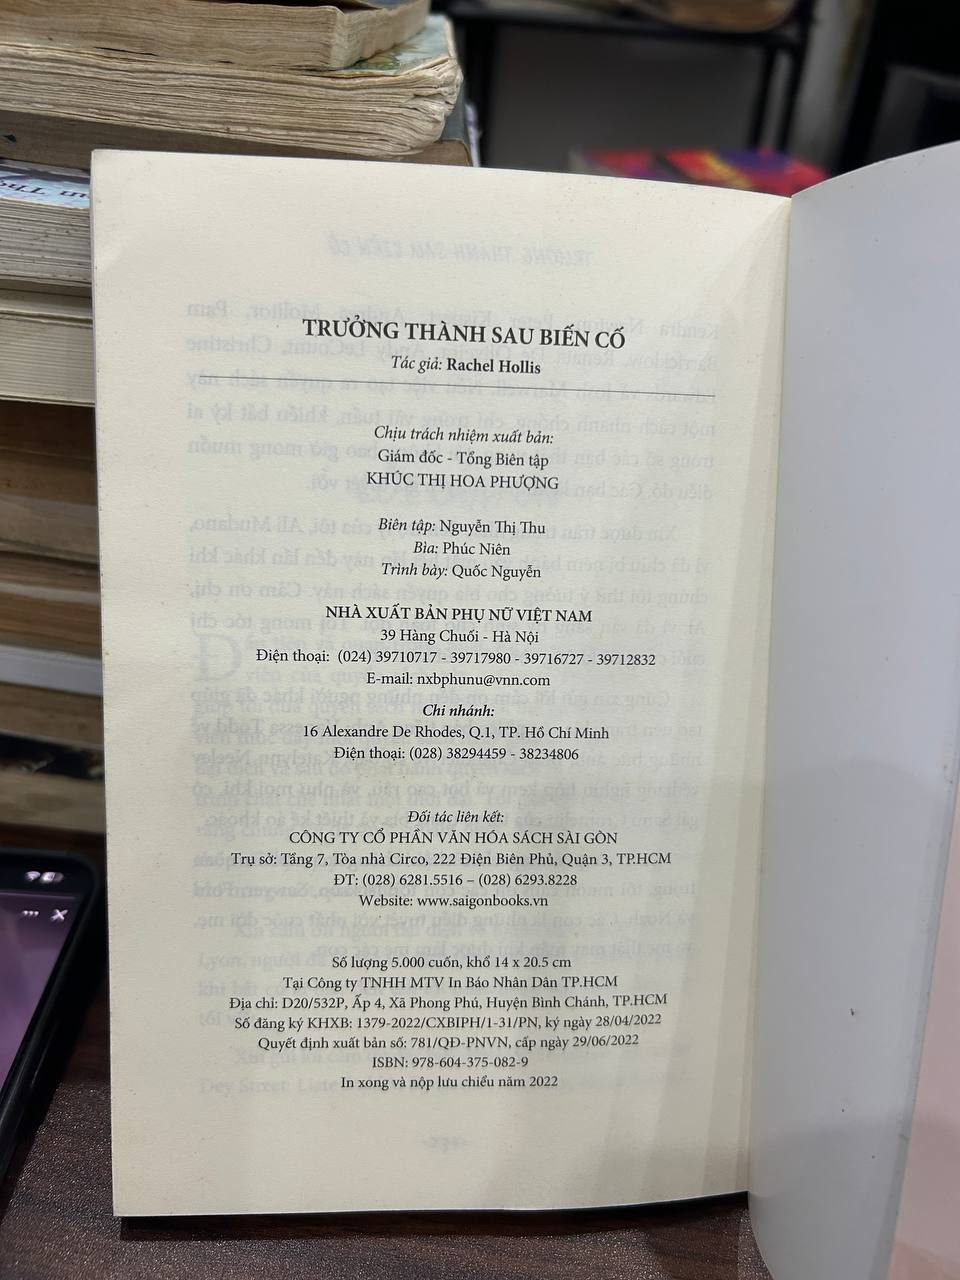 TRƯỞNG THÀNH SAU BIẾN CỐ
Tác giả: Rachel Hollis
Chịu trách nhiệm xuất bản:
Giám đốc - Tổng Biên tập
KHÚC THỊ HOA PHƯỢNG
Biên tập: Nguyễn Thị Thu
Bìa: Phúc Niên
Trình bày: Quốc Nguyễn
NHÀ XUẤT BẢN PHỤ NỮ VIỆT NAM
39 Hàng Chuối - Hà Nội
Điện thoại: (024) 39710717 - 39717980 - 39716727 - 39712832
E-mail: nxbphunu@vnn.com
Chi nhánh:
16 Alexandre De Rhodes, Q.1, TP. Hồ Chí Minh
Điện thoại: (028) 38294459 - 38234806
Đối tác liên kết:
CÔNG TY CỔ PHẦN VĂN HÓA SÁCH SÀI GÒN
Trụ sở: Tầng 7, Tòa nhà Circo, 222 Điện Biên Phủ, Quận 3, TP.HCM
ĐT: (028) 6281.5516 – (028) 6293.8228
Website: www.saigonbooks.vn
Số lượng 5.000 cuốn, khổ 14 x 20.5 cm
Tại Công ty TNHH MTV In Báo Nhân Dân TP.HCM
Địa chỉ: D20/532P, Ấp 4, Xã Phong Phú, Huyện Bình Chánh, TP.HCM
Số đăng ký KHXB: 1379-2022/CXBIPH/1-31/PN, ký ngày 28/04/2022
Quyết định xuất bản số: 781/QĐ-PNVN, cấp ngày 29/06/2022
ISBN: 978-604-375-082-9
In xong và nộp lưu chiểu năm 2022